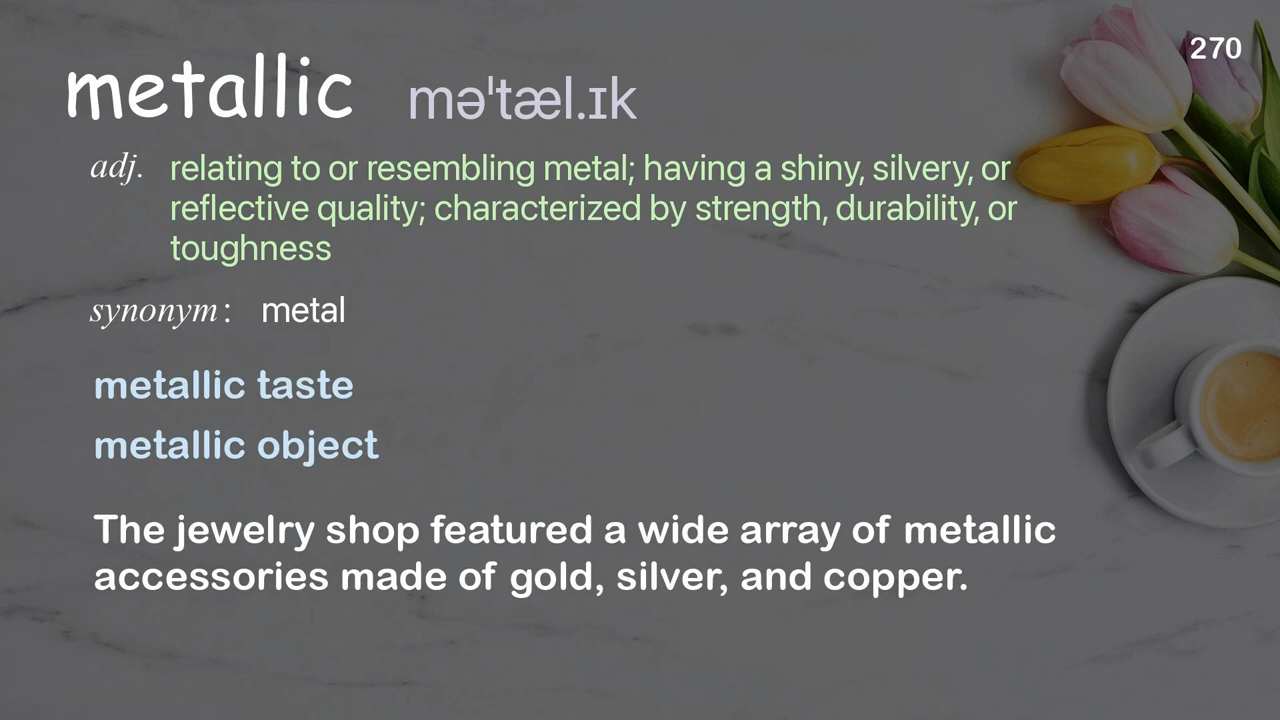 270
metallic məˈtæl.ɪk
adj. relating to or resembling metal; having a shiny, silvery, or
reflective quality; characterized by strength, durability, or
toughness
synonym: metal
metallic taste
metallic object
The jewelry shop featured a wide array of metallic
accessories made of gold, silver, and copper.